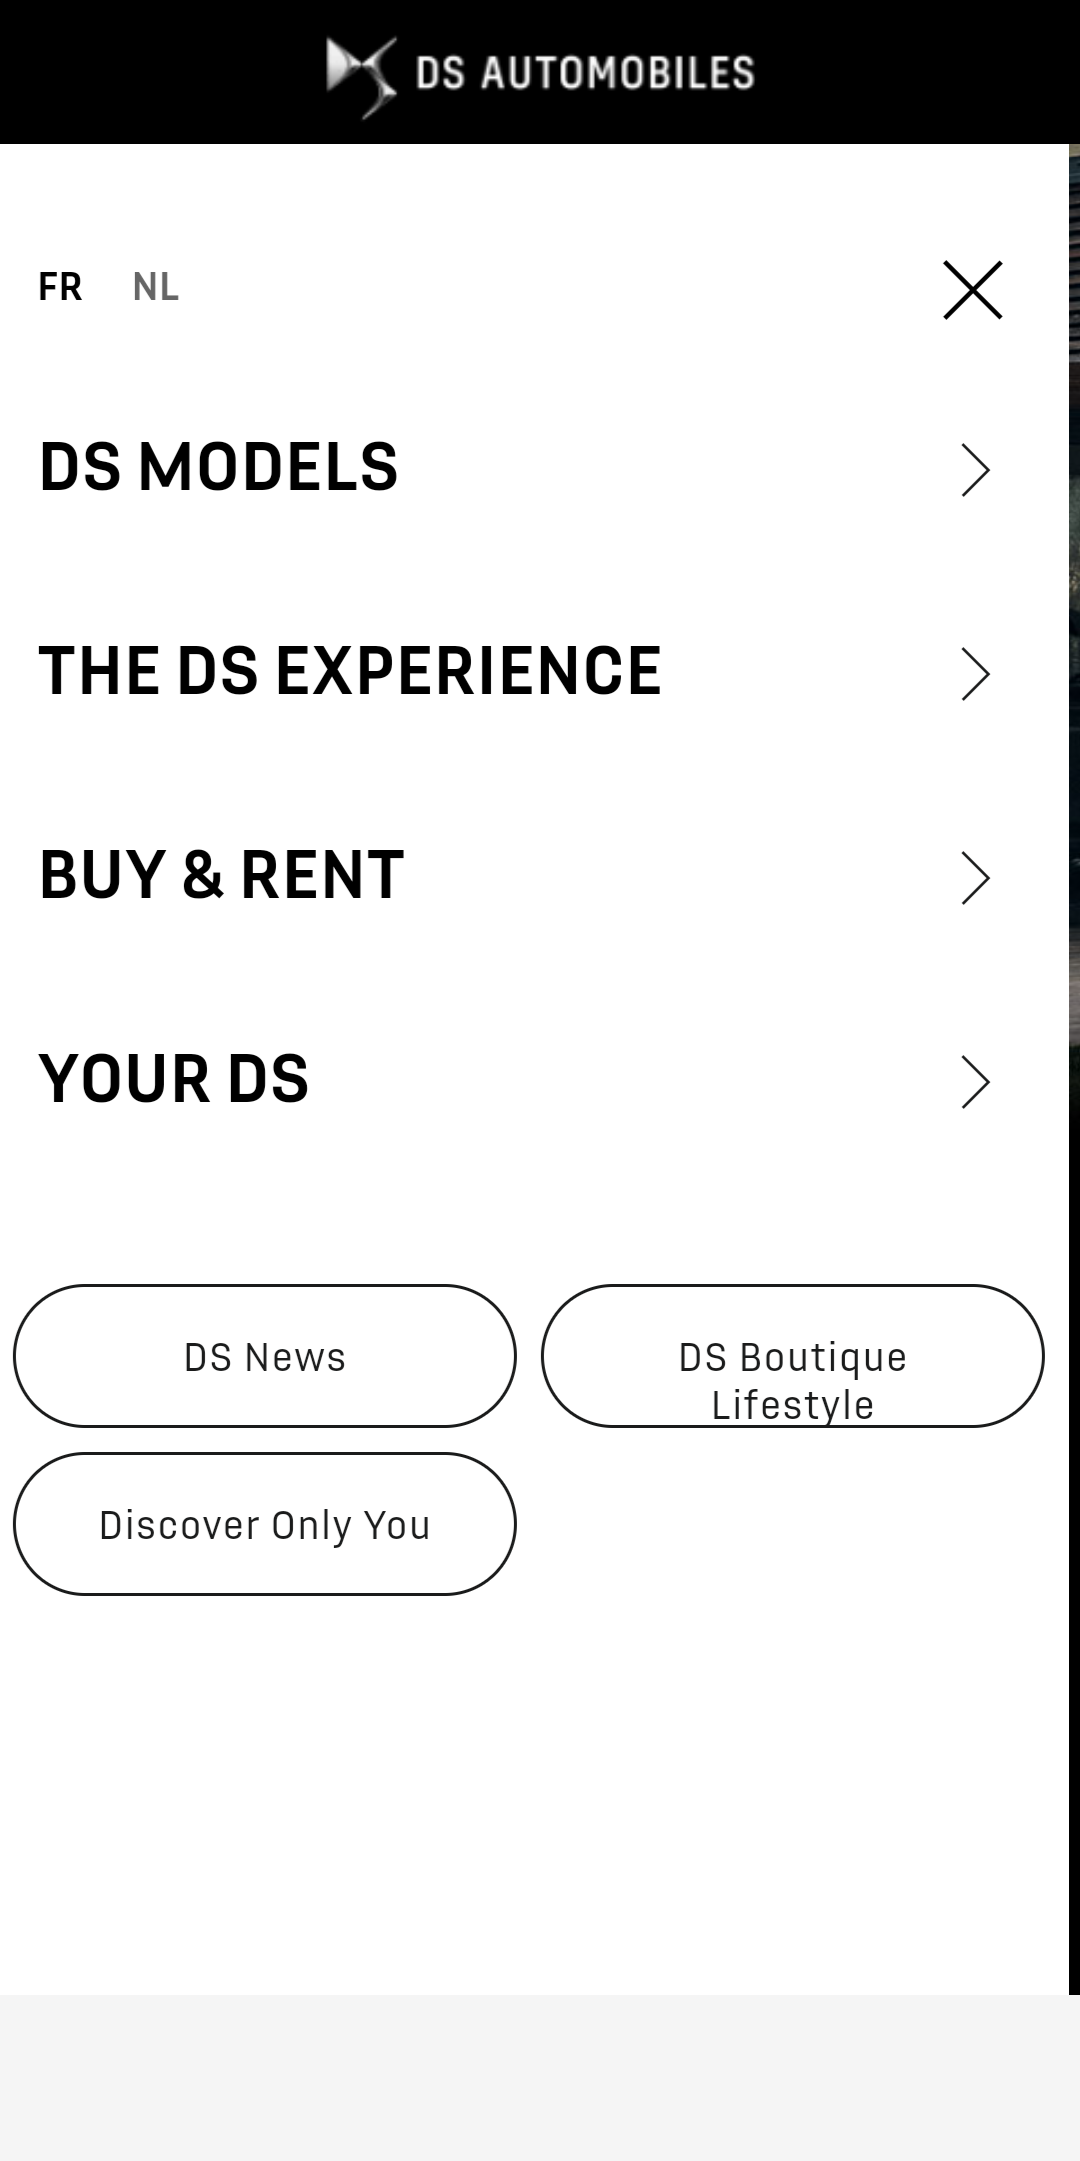 DS AUTOMOBILES
FR NL
DS MODELS
THE DS EXPERIENCE
BUY & RENT
YOUR DS
DS News
DS Boutique
Lifestyle
Discover Only You